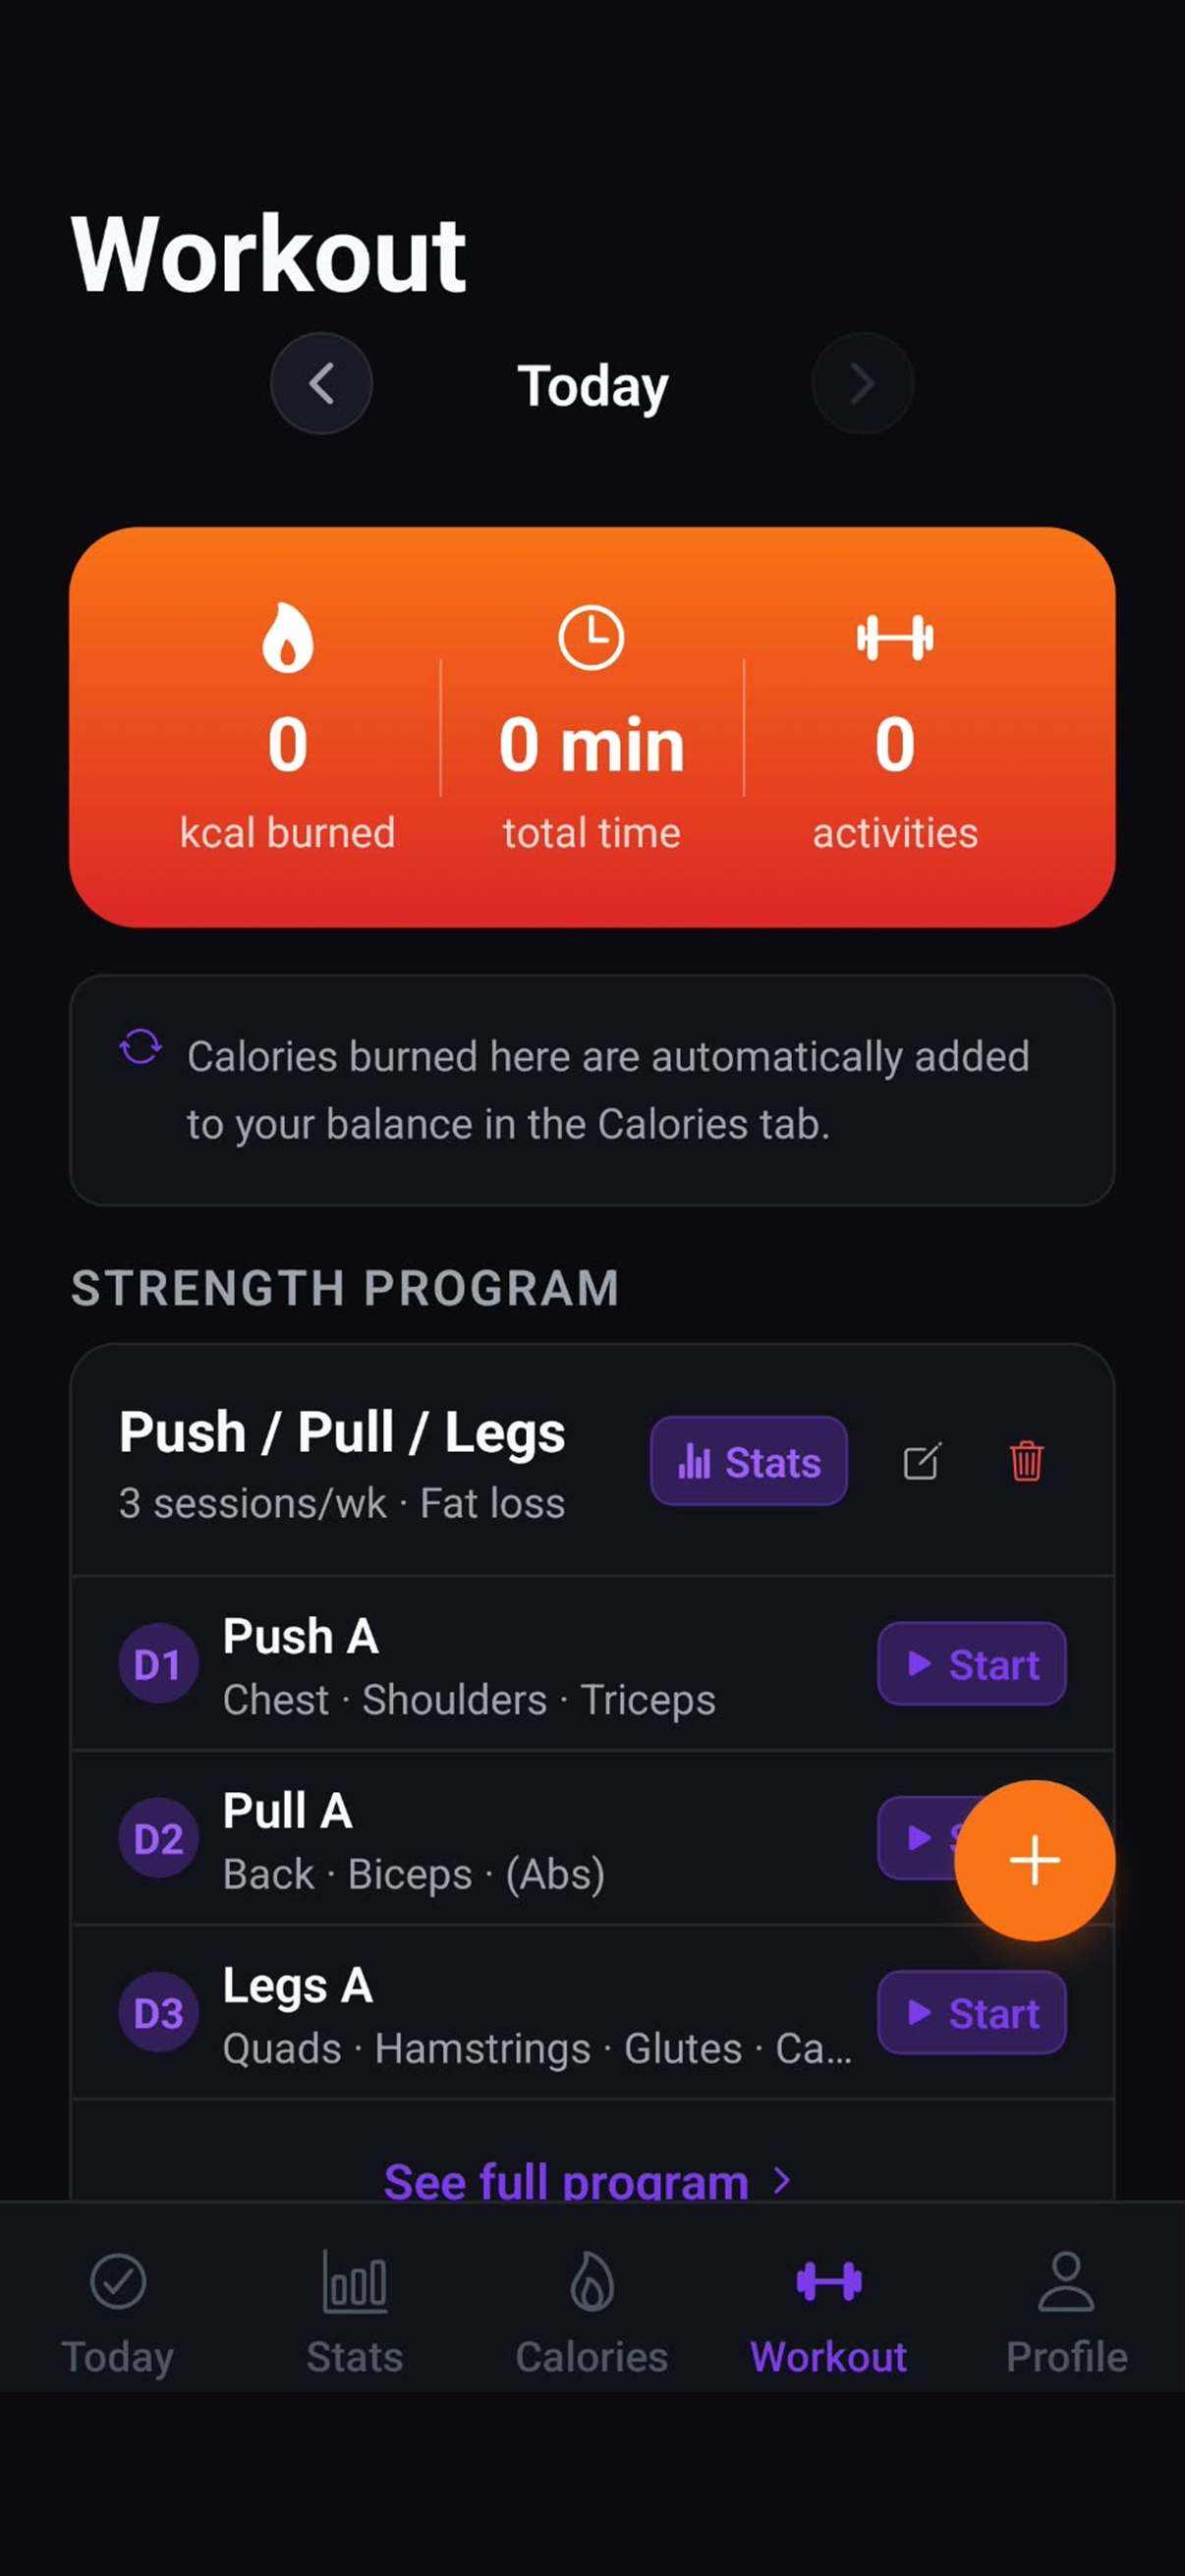 Workout
Today
0
0 min
0
kcal burned
total time
activities
Calories burned here are automatically added
to your balance in the Calories tab.
STRENGTH PROGRAM
Push / Pull / Legs
3 sessions/wk · Fat loss
Stats
D1
Push A
Chest · Shoulders · Triceps
Start
D2
Pull A
Back · Biceps · (Abs)
D3
Legs A
Quads · Hamstrings · Glutes · Ca...
Start
See full program
Today
Stats
Calories
Workout
Profile